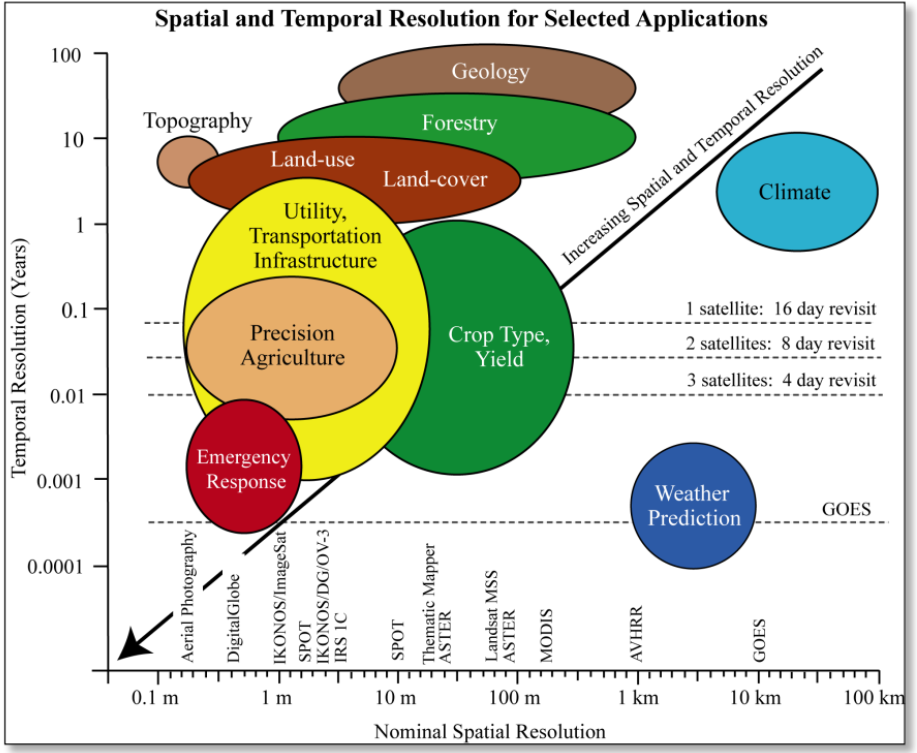 Spatial and Temporal Resolution for Selected Applications
100
10
1
0.1
0.01
0.001
0.0001
Temporal Resolution (Years)
Geology
Topography
Forestry
Land-use
Land-cover
Utility,
Transportation
Infrastructure
Precision
Agriculture
Crop Type,
Yield
Emergency
Response
Climate
Weather
Prediction
Increasing Spatial and Temporal Resolution
1 satellite: 16 day revisit
2 satellites: 8 day revisit
3 satellites: 4 day revisit
GOES
Aerial Photography
DigitalGlobe
IKONOS/ImageSat
SPOT
IKONOS/DG/OV-3
IRS 1C
SPOT
Thematic Mapper
ASTER
Landsat MSS
ASTER
MODIS
AVHRR
GOES
0.1 m
1 m
10 m
100 m
1 km
10 km
100 km
Nominal Spatial Resolution